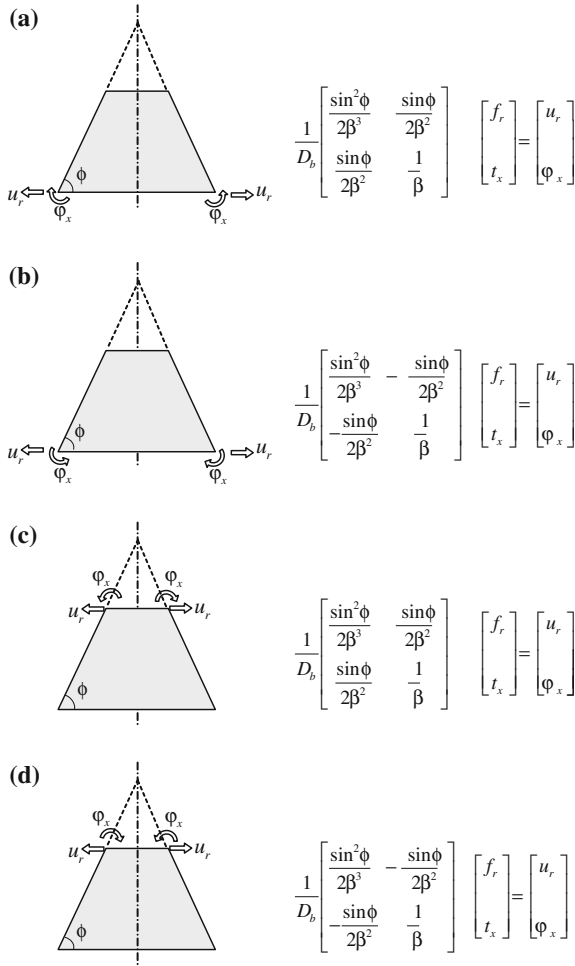 (a)
ϕ
u_r φ_x φ_x u_r
1/D_b [ sin²ϕ/2β³ sinϕ/2β² ; sinϕ/2β² 1/β ] [ f_r ; t_x ] = [ u_r ; φ_x ]
(b)
ϕ
u_r φ_x φ_x u_r
1/D_b [ sin²ϕ/2β³ - sinϕ/2β² ; -sinϕ/2β² 1/β ] [ f_r ; t_x ] = [ u_r ; φ_x ]
(c)
φ_x φ_x
u_r u_r
ϕ
1/D_b [ sin²ϕ/2β³ sinϕ/2β² ; sinϕ/2β² 1/β ] [ f_r ; t_x ] = [ u_r ; φ_x ]
(d)
φ_x φ_x
u_r u_r
ϕ
1/D_b [ sin²ϕ/2β³ -sinϕ/2β² ; -sinϕ/2β² 1/β ] [ f_r ; t_x ] = [ u_r ; φ_x ]